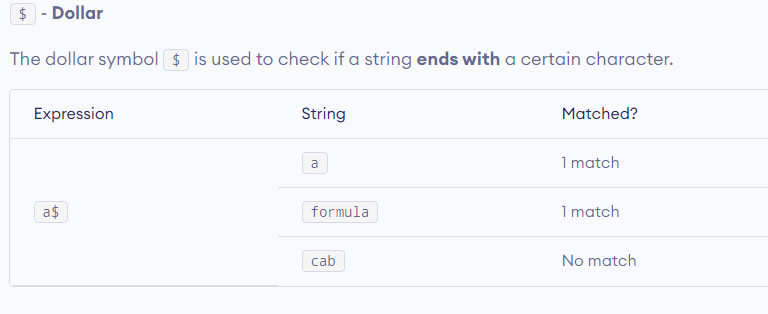 $ - Dollar
The dollar symbol $ is used to check if a string ends with a certain character.
Expression String Matched?
a 1 match
a$ formula 1 match
cab No match